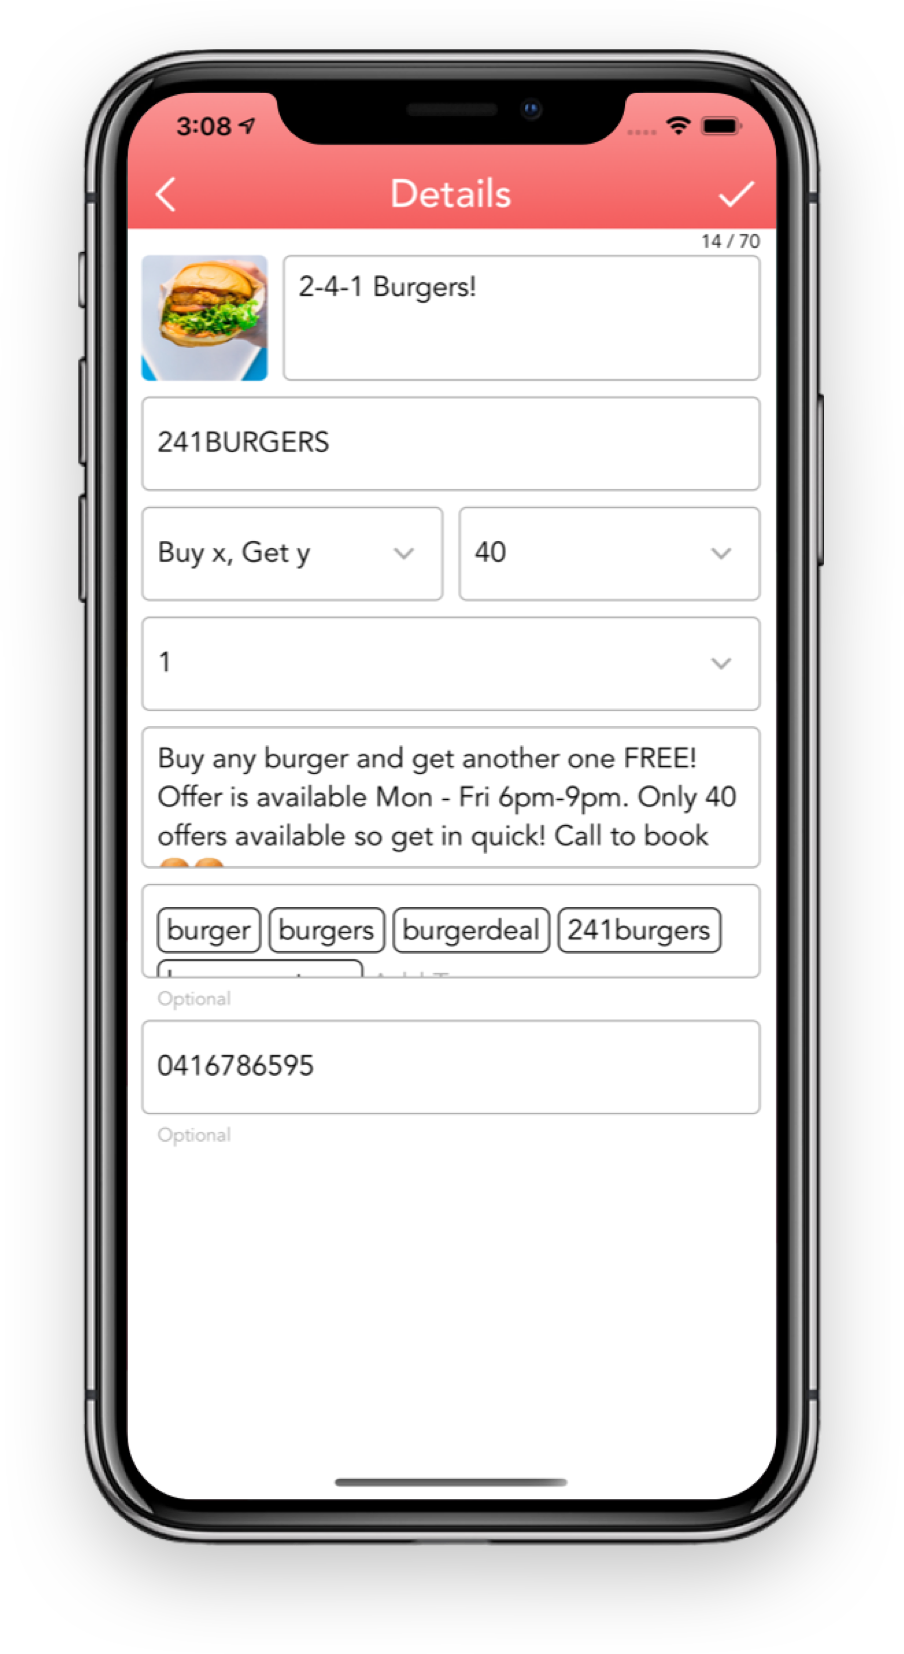 3:08
Details
14 / 70
2-4-1 Burgers!
241BURGERS
Buy x, Get y
40
1
Buy any burger and get another one FREE!
Offer is available Mon - Fri 6pm-9pm. Only 40
offers available so get in quick! Call to book
burger burgers burgerdeal 241burgers
Optional
0416786595
Optional